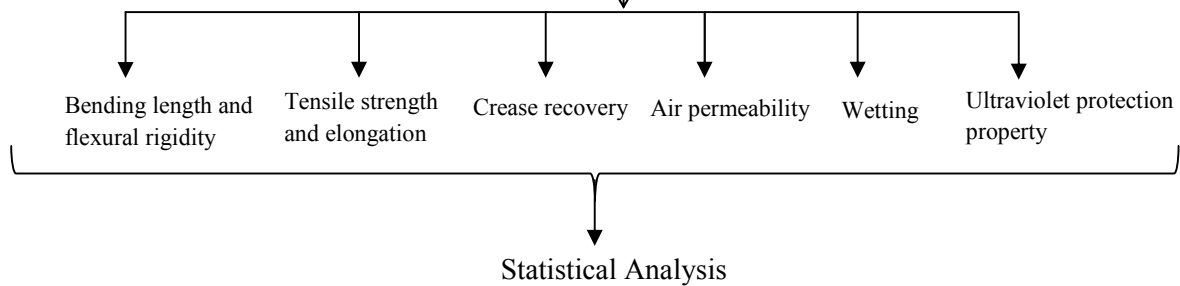 Bending length and
flexural rigidity
Tensile strength
and elongation
Crease recovery
Air permeability
Wetting
Ultraviolet protection
property
Statistical Analysis